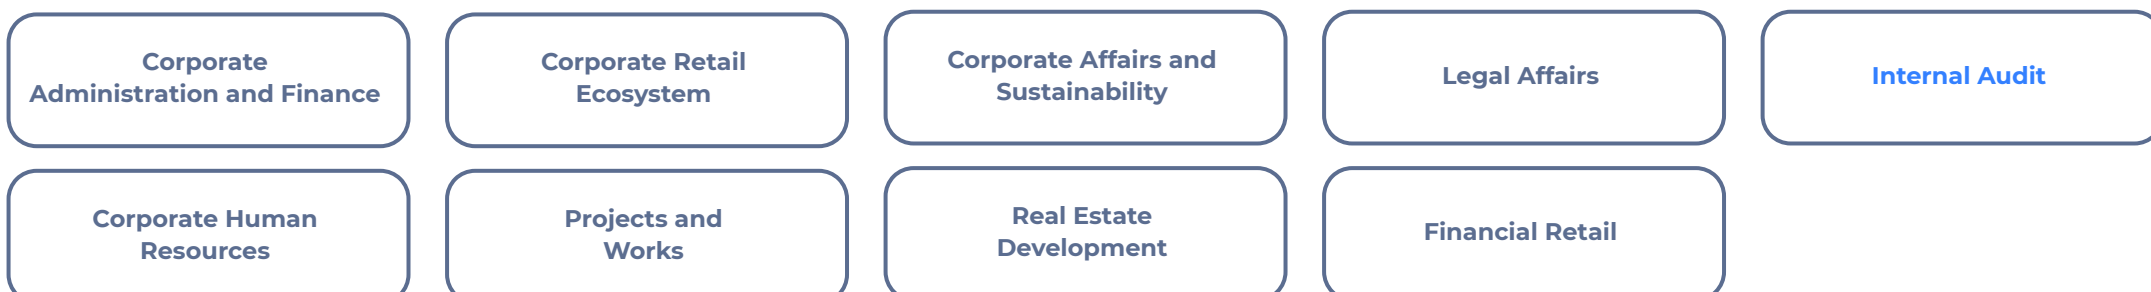 Corporate
Administration and Finance
Corporate Retail
Ecosystem
Corporate Affairs and
Sustainability
Legal Affairs
Internal Audit
Corporate Human
Resources
Projects and
Works
Real Estate
Development
Financial Retail